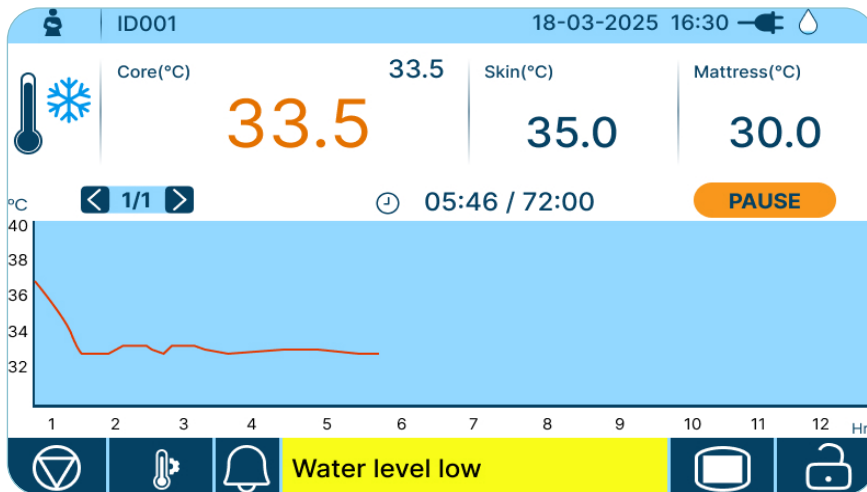 ID001 18-03-2025 16:30
Core(°C) 33.5 Skin(°C) Mattress(°C)
33.5 35.0 30.0
1/1 05:46 / 72:00 PAUSE
°C
40
38
36
34
32
1 2 3 4 5 6 7 8 9 10 11 12 Hr
Water level low